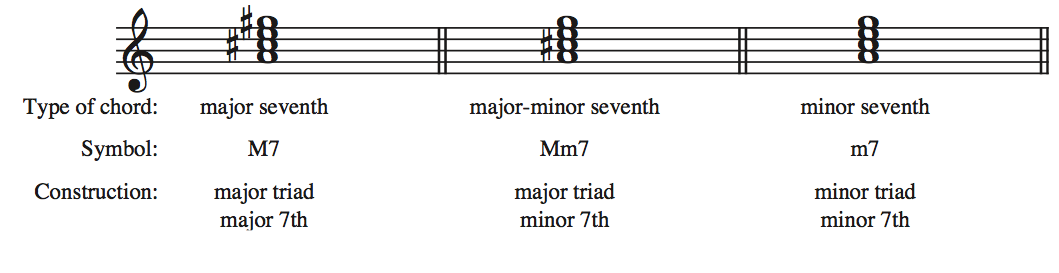 Type of chord: major seventh major-minor seventh minor seventh
Symbol: M7 Mm7 m7
Construction: major triad major triad minor triad
major 7th minor 7th minor 7th